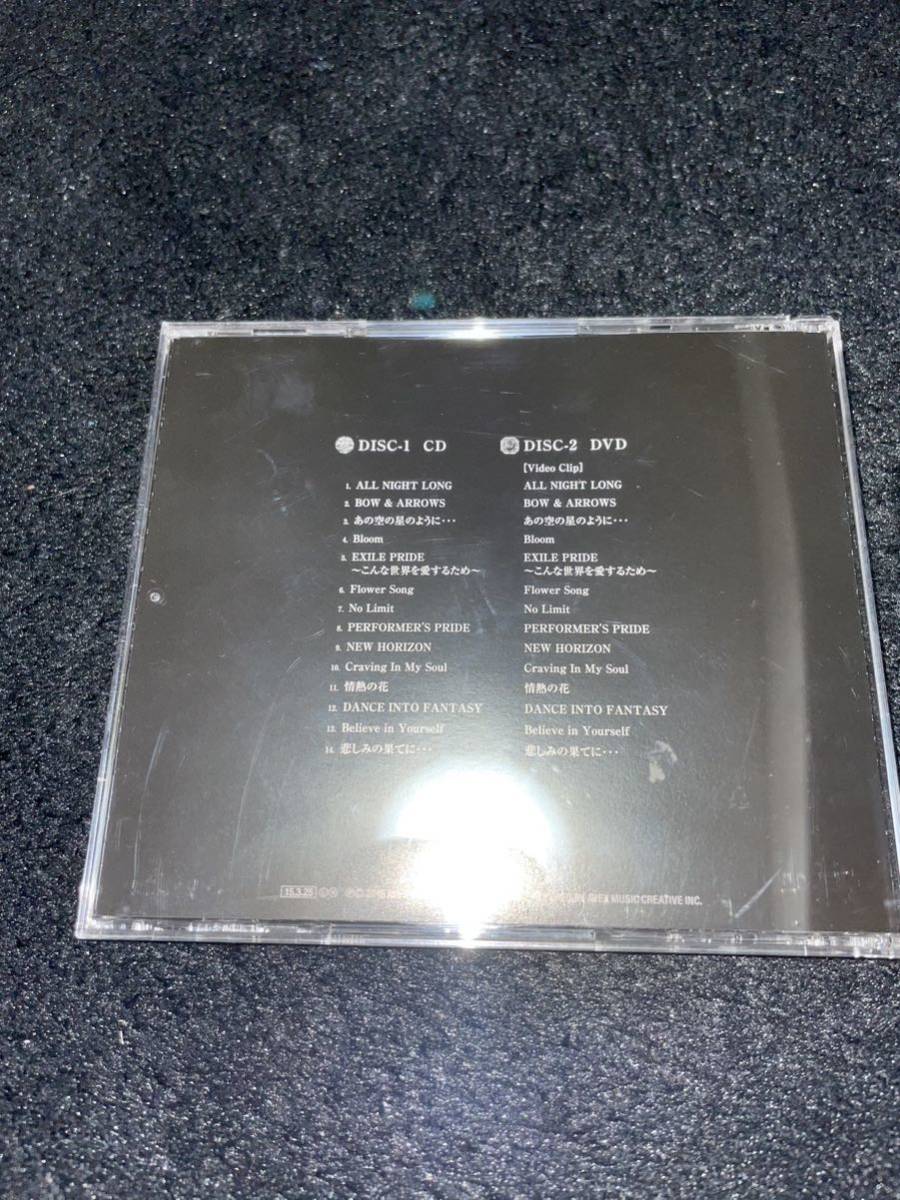 DISC-1 CD
1. ALL NIGHT LONG
2. BOW & ARROWS
3. あの空の星のように・・・
4. Bloom
5. EXILE PRIDE
～こんな世界を愛するため～
6. Flower Song
7. No Limit
8. PERFORMER'S PRIDE
9. NEW HORIZON
10. Craving In My Soul
11. 情熱の花
12. DANCE INTO FANTASY
13. Believe in Yourself
14. 悲しみの果てに・・・
DISC-2 DVD
[Video Clip]
ALL NIGHT LONG
BOW & ARROWS
あの空の星のように・・・
Bloom
EXILE PRIDE
～こんな世界を愛するため～
Flower Song
No Limit
PERFORMER'S PRIDE
NEW HORIZON
Craving In My Soul
情熱の花
DANCE INTO FANTASY
Believe in Yourself
悲しみの果てに・・・
15.3.25 ℗© 2015 AVEX MUSIC CREATIVE INC.